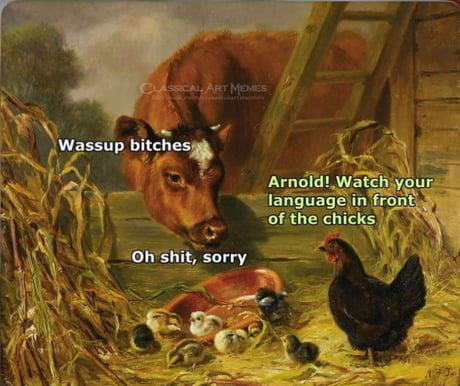 CLASSICAL ART MEMES
Wassup bitches
Arnold! Watch your
language in front
of the chicks
Oh shit, sorry